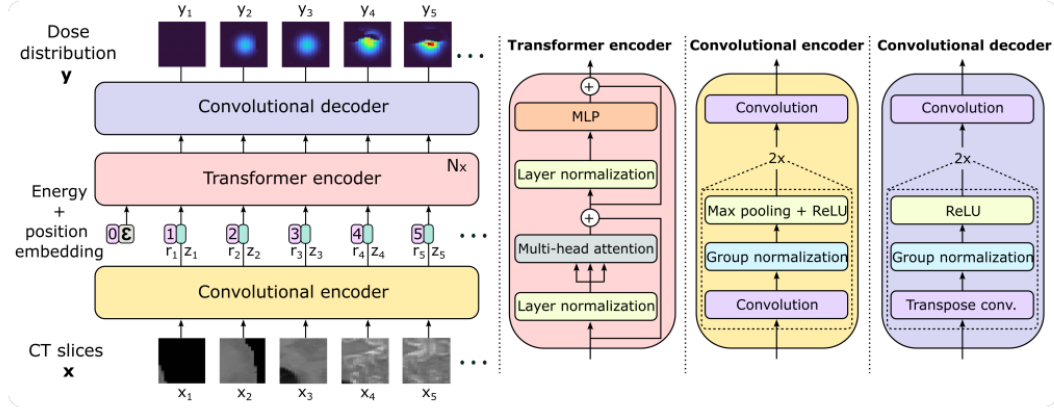 Dose
distribution
y
y1 y2 y3 y4 y5 ...
Convolutional decoder
Transformer encoder Nx
Energy
+
position
embedding
0 ε 1 2 3 4 5 ...
r1 z1 r2 z2 r3 z3 r4 z4 r5 z5
Convolutional encoder
CT slices
x
...
x1 x2 x3 x4 x5
Transformer encoder
+
MLP
Layer normalization
+
Multi-head attention
Layer normalization
Convolutional encoder
Convolution
2x
Max pooling + ReLU
Group normalization
Convolution
Convolutional decoder
Convolution
2x
ReLU
Group normalization
Transpose conv.